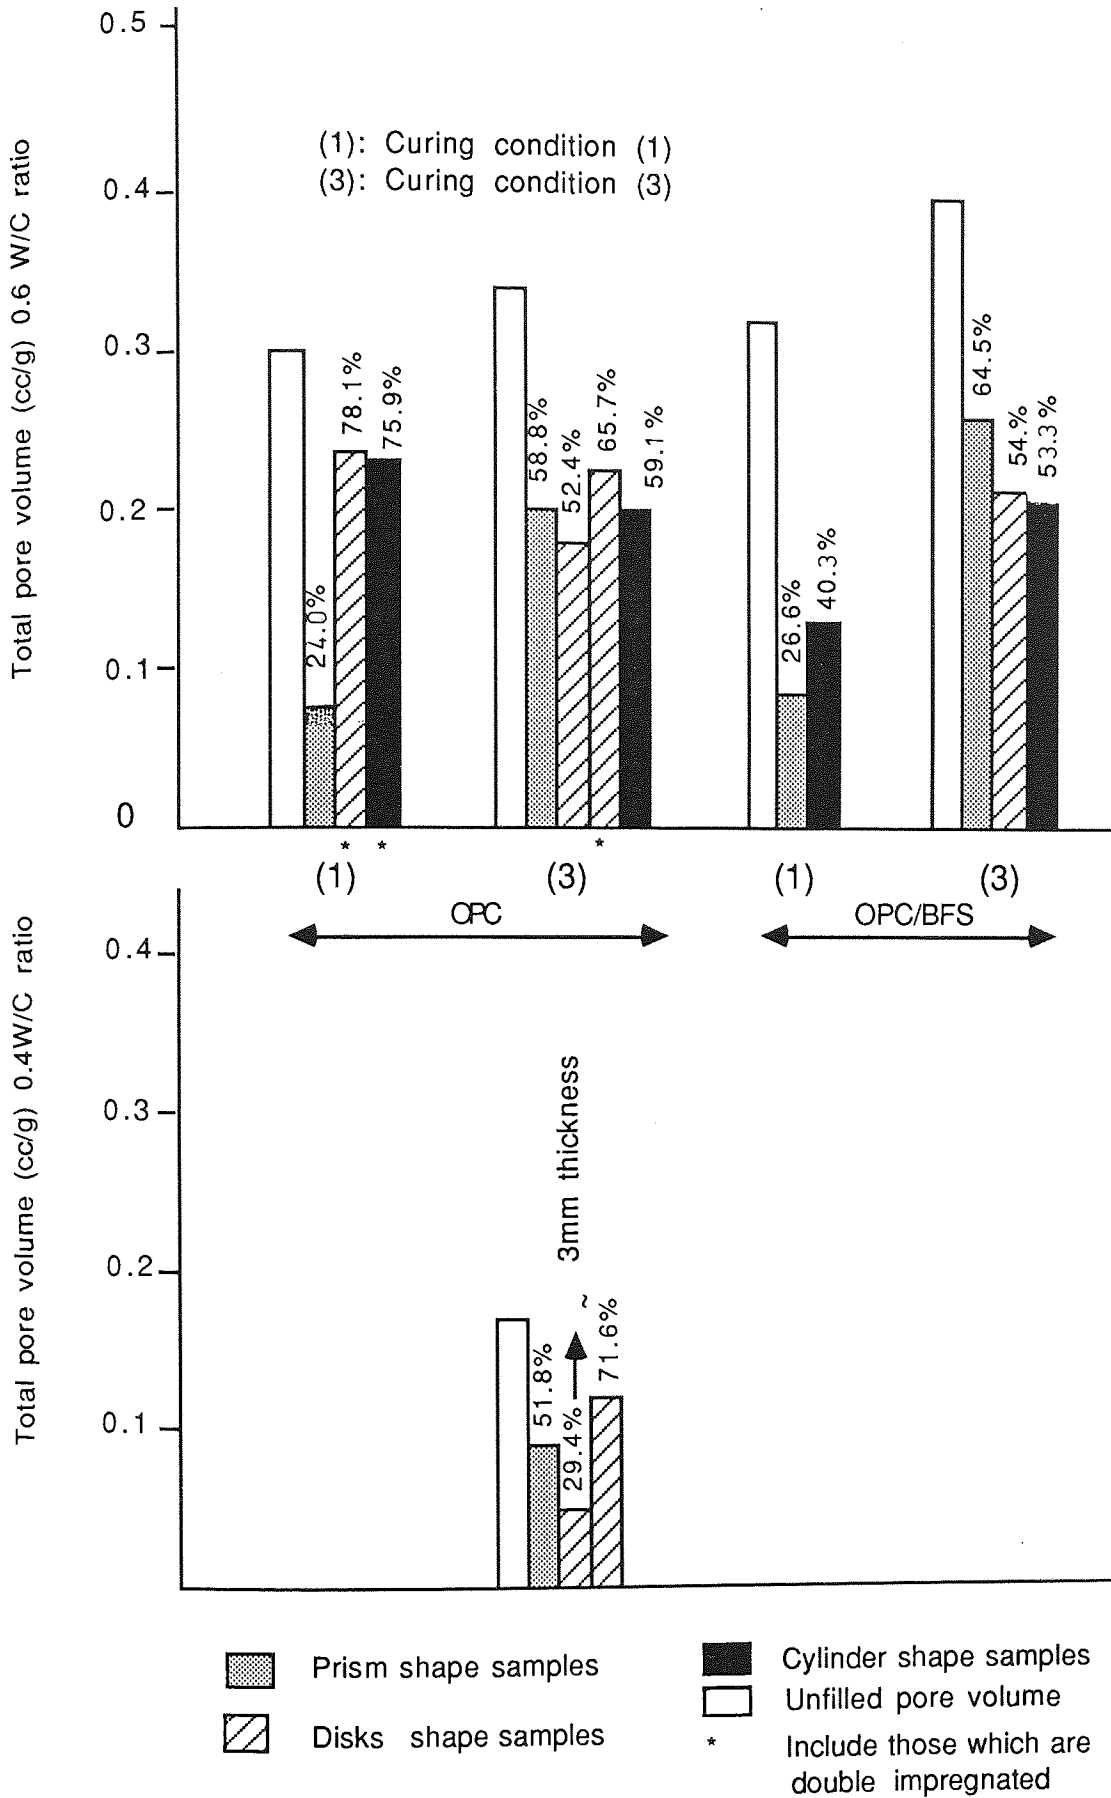 0.5
(1): Curing condition (1)
(3): Curing condition (3)
0.4
0.3
0.2
0.1
0
Total pore volume (cc/g) 0.6 W/C ratio
24.0%
78.1%
75.9%
58.8%
52.4%
65.7%
59.1%
26.6%
40.3%
64.5%
54.%
53.3%
* * *
(1) (3) (1) (3)
OPC OPC/BFS
0.4
0.3
0.2
0.1
Total pore volume (cc/g) 0.4W/C ratio
51.8%
29.4%
~ 3mm thickness
71.6%
Prism shape samples
Disks shape samples
Cylinder shape samples
Unfilled pore volume
* Include those which are
double impregnated